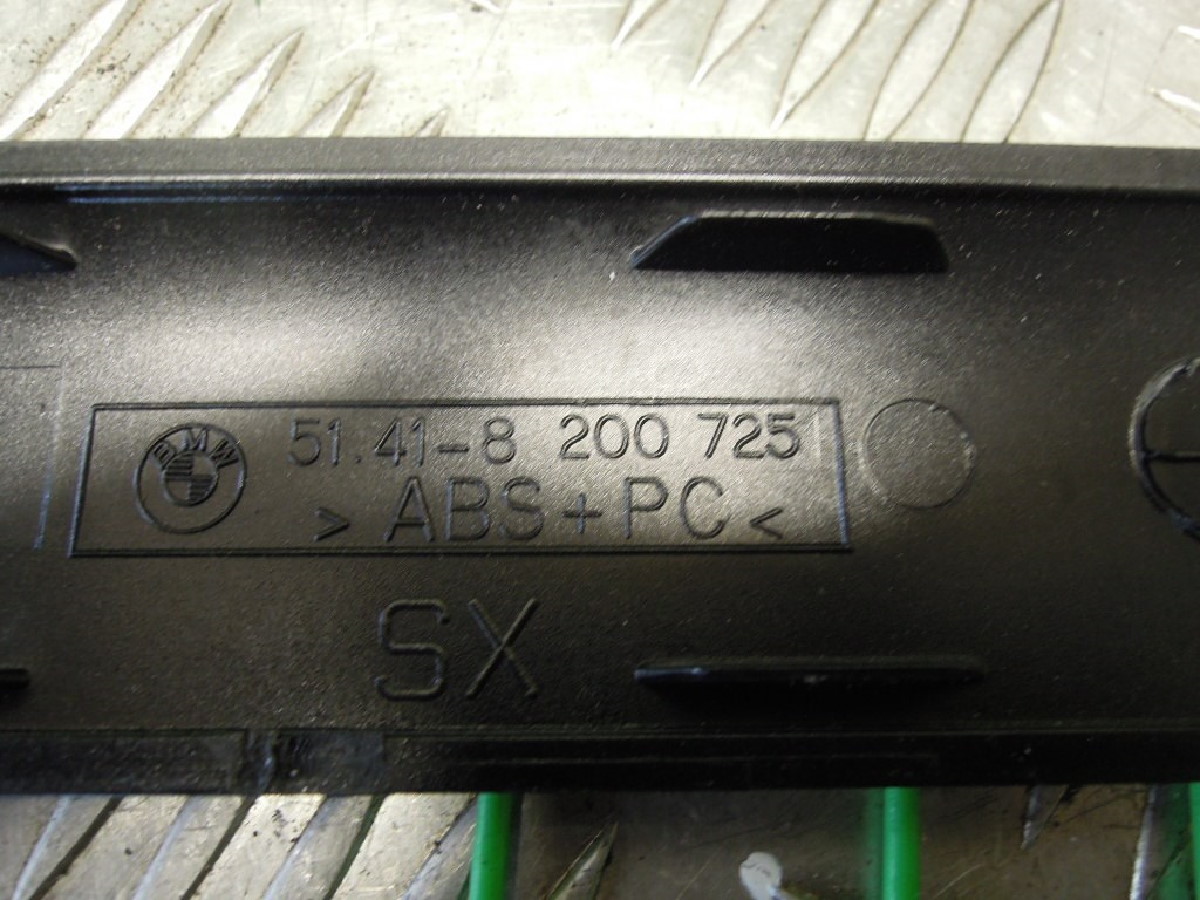 BMW 51.41-8 200 725
> ABS + PC <
SX